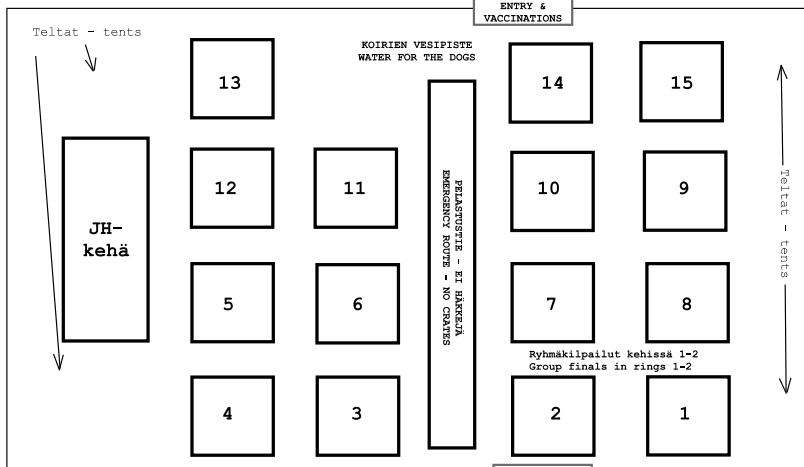 ENTRY &
VACCINATIONS
Teltat - tents
KOIRIEN VESIPISTE
WATER FOR THE DOGS
13
14
15
12
11
10
9
JH-
kehä
PELASTUSTIE - EI HÄKKEJÄ
EMERGENCY ROUTE - NO CRATES
Teltat - tents
5
6
7
8
Ryhmäkilpailut kehissä 1-2
Group finals in rings 1-2
4
3
2
1